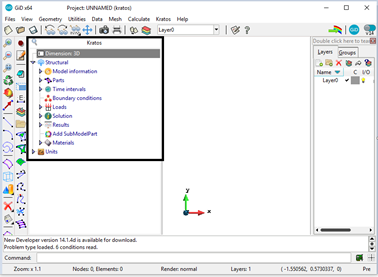 GiD x64 Project: UNNAMED (kratos)
Files View Geometry Utilities Data Mesh Calculate Kratos Help
Layer0
GiD
Kratos
Double click here to tea
Dimension: 3D
Layers Groups
Structural
Model information
Parts
Name C I/O
Time intervals
Layer0
Boundary conditions
Loads
Solution
Results
Add SubModelPart
Materials
Units
y
x
New Developer version 14.1.4d is available for download.
Problem type loaded. 6 conditions read.
Command:
Zoom: x 1.1 Nodes: 0, Elements: 0 Render: normal Layers: 1 (-1.550562, 0.5730337, 0) Pre